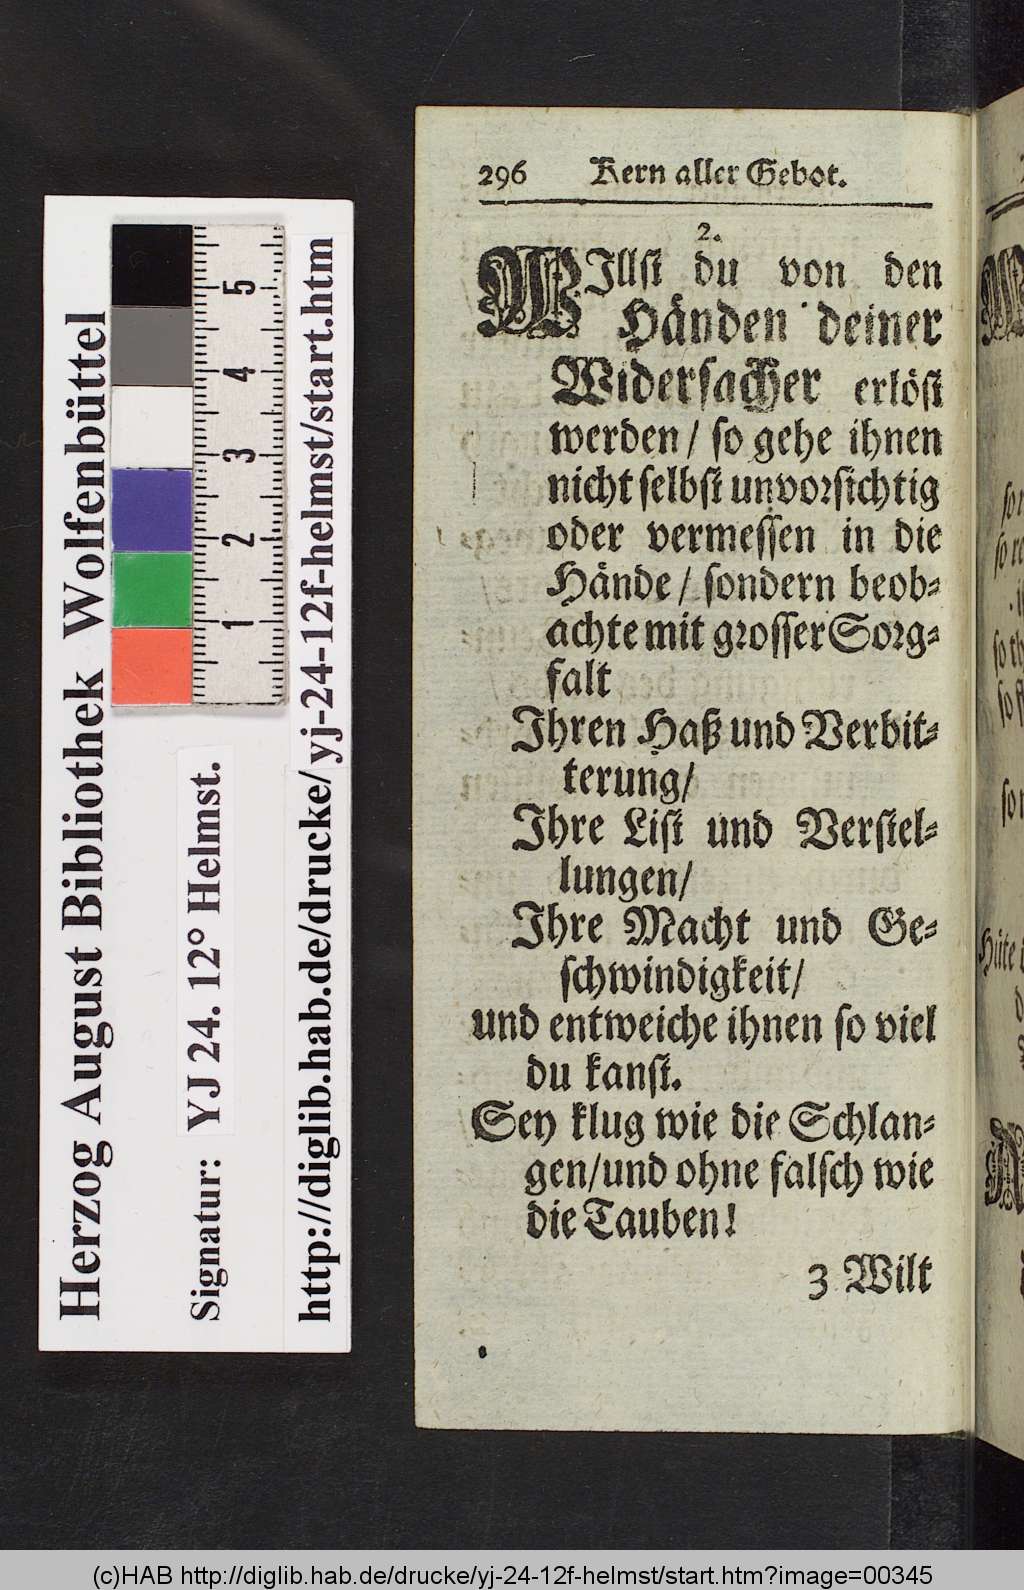 Herzog August Bibliothek Wolfenbüttel
Signatur: YJ 24. 12° Helmst.
http://diglib.hab.de/drucke/yj-24-12f-helmst/start.htm
5
4
3
2
1
296 Kern aller Gebot.
2.
WIllſt du von den
Händen deiner
Widerſacher erlöſt
werden/ ſo gehe ihnen
nicht ſelbſt unvorſichtig
oder vermeſſen in die
Hände/ ſondern beob-
achte mit groſſer Sorg-
falt
Ihren Haß und Verbit-
terung/
Ihre Liſt und Verſtel-
lungen/
Ihre Macht und Ge-
ſchwindigkeit/
und entweiche ihnen ſo viel
du kanſt.
Sey klug wie die Schlan-
gen/und ohne falſch wie
die Tauben!
3 Wilt
(c)HAB http://diglib.hab.de/drucke/yj-24-12f-helmst/start.htm?image=00345